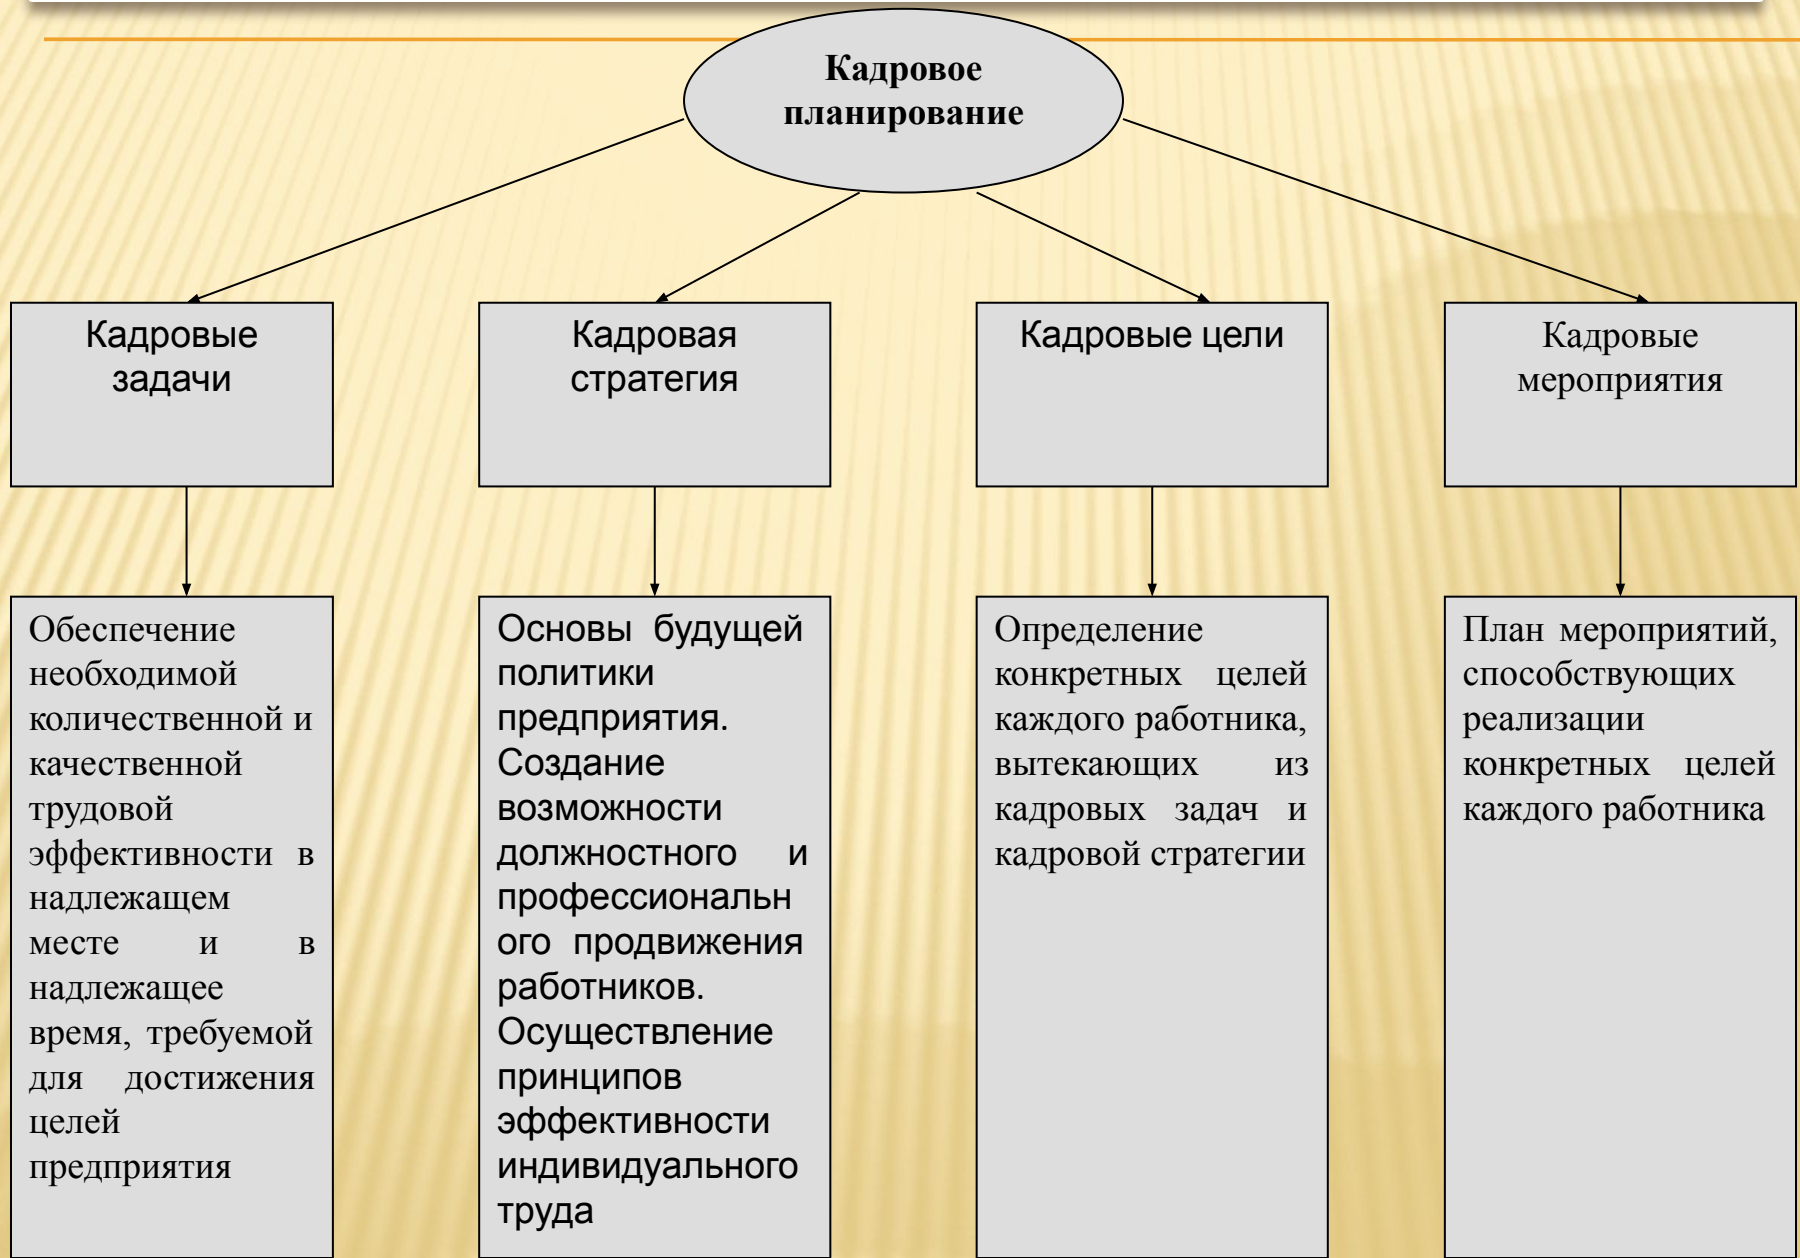 Кадровое
планирование
Кадровые
задачи
Кадровая
стратегия
Кадровые цели
Кадровые
мероприятия
Обеспечение
необходимой
количественной и
качественной
трудовой
эффективности в
надлежащем
месте и в
надлежащее
время, требуемой
для достижения
целей
предприятия
Основы будущей
политики
предприятия.
Создание
возможности
должностного и
профессиональн
ого продвижения
работников.
Осуществление
принципов
эффективности
индивидуального
труда
Определение
конкретных целей
каждого работника,
вытекающих из
кадровых задач и
кадровой стратегии
План мероприятий,
способствующих
реализации
конкретных целей
каждого работника